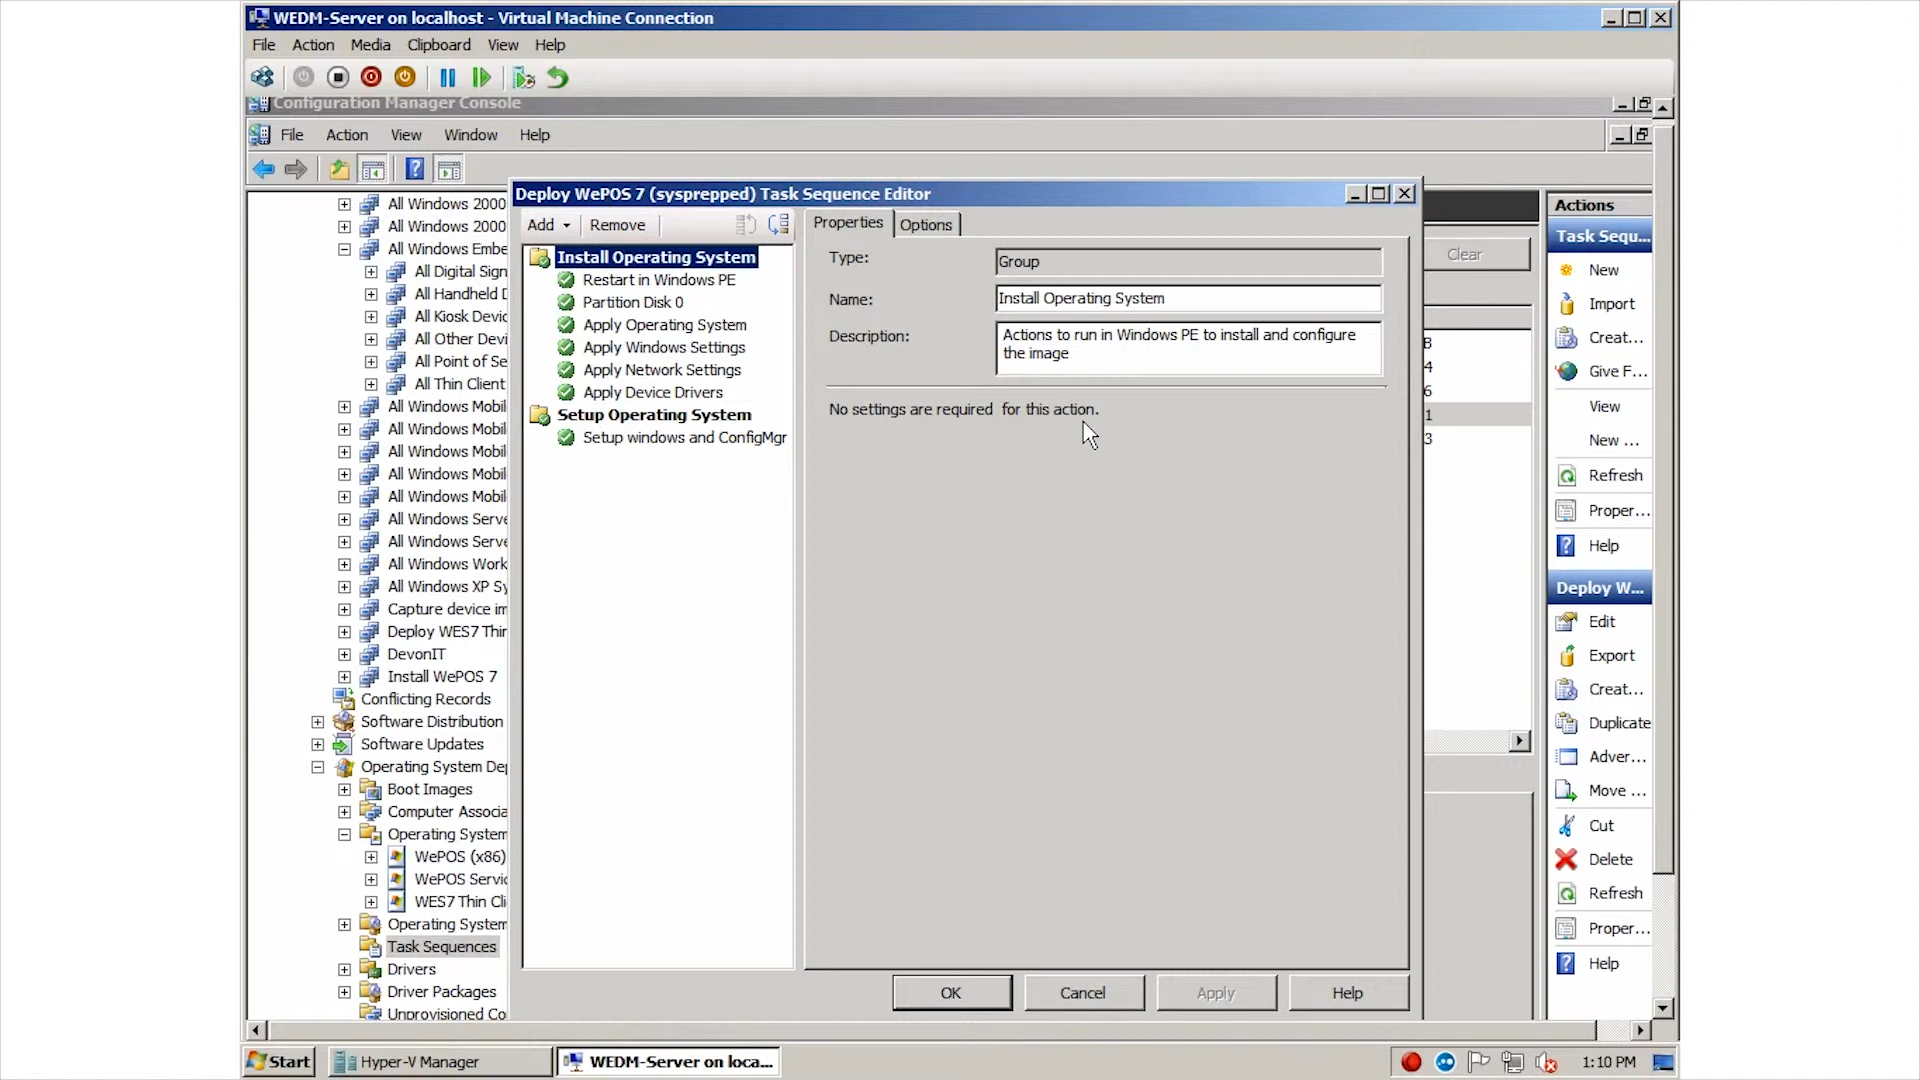 WEDM-Server on localhost - Virtual Machine Connection
File Action Media Clipboard View Help
Configuration Manager Console
File Action View Window Help
All Windows 2000
All Windows 2000
All Windows Embe
All Digital Sign
All Handheld D
All Kiosk Devic
All Other Devi
All Point of Se
All Thin Client
All Windows Mobil
All Windows Mobil
All Windows Mobil
All Windows Mobil
All Windows Mobil
All Windows Serve
All Windows Serve
All Windows Work
All Windows XP Sy
Capture device im
Deploy WES7 Thir
DevonIT
Install WePOS 7
Conflicting Records
Software Distribution
Software Updates
Operating System De
Boot Images
Computer Associa
Operating System
WePOS (x86)
WePOS Servic
WES7 Thin Cli
Operating System
Task Sequences
Drivers
Driver Packages
Unprovisioned Co
Deploy WePOS 7 (sysprepped) Task Sequence Editor
Add Remove
Install Operating System
Restart in Windows PE
Partition Disk 0
Apply Operating System
Apply Windows Settings
Apply Network Settings
Apply Device Drivers
Setup Operating System
Setup windows and ConfigMgr
Properties Options
Type: Group
Name: Install Operating System
Description: Actions to run in Windows PE to install and configure
the image
No settings are required for this action.
OK Cancel Apply Help
Clear
8
4
6
1
3
Actions
Task Sequ...
New
Import
Creat...
Give F...
View
New ...
Refresh
Proper...
Help
Deploy W...
Edit
Export
Creat...
Duplicate
Adver...
Move ...
Cut
Delete
Refresh
Proper...
Help
Start Hyper-V Manager WEDM-Server on loca... 1:10 PM